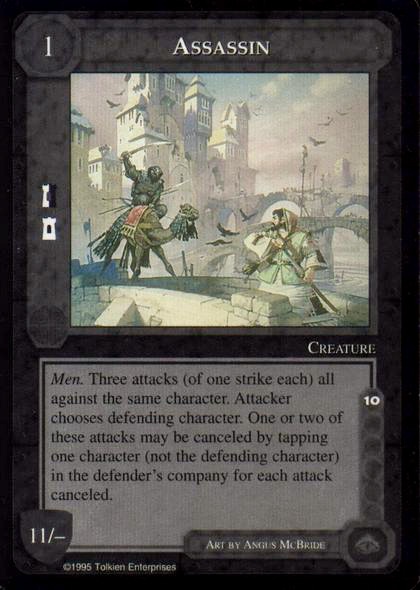 1
ASSASSIN
CREATURE
Men. Three attacks (of one strike each) all
against the same character. Attacker
chooses defending character. One or two of
these attacks may be canceled by tapping
one character (not the defending character)
in the defender's company for each attack
canceled.
10
11/–
ART BY ANGUS MCBRIDE
©1995 Tolkien Enterprises